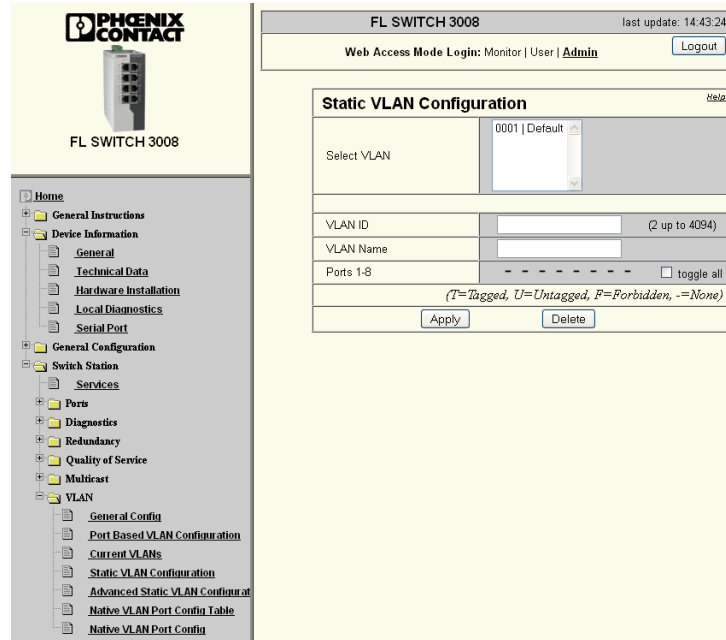 PHŒNIX
CONTACT
FL SWITCH 3008
Home
General Instructions
Device Information
General
Technical Data
Hardware Installation
Local Diagnostics
Serial Port
General Configuration
Switch Station
Services
Ports
Diagnostics
Redundancy
Quality of Service
Multicast
VLAN
General Config
Port Based VLAN Configuration
Current VLANs
Static VLAN Configuration
Advanced Static VLAN Configurat
Native VLAN Port Config Table
Native VLAN Port Config
FL SWITCH 3008 last update: 14:43:24
Web Access Mode Login: Monitor | User | Admin Logout
Static VLAN Configuration Help
Select VLAN 0001 | Default
VLAN ID (2 up to 4094)
VLAN Name
Ports 1-8 - - - - - - - - toggle all
(T=Tagged, U=Untagged, F=Forbidden, -=None)
Apply Delete